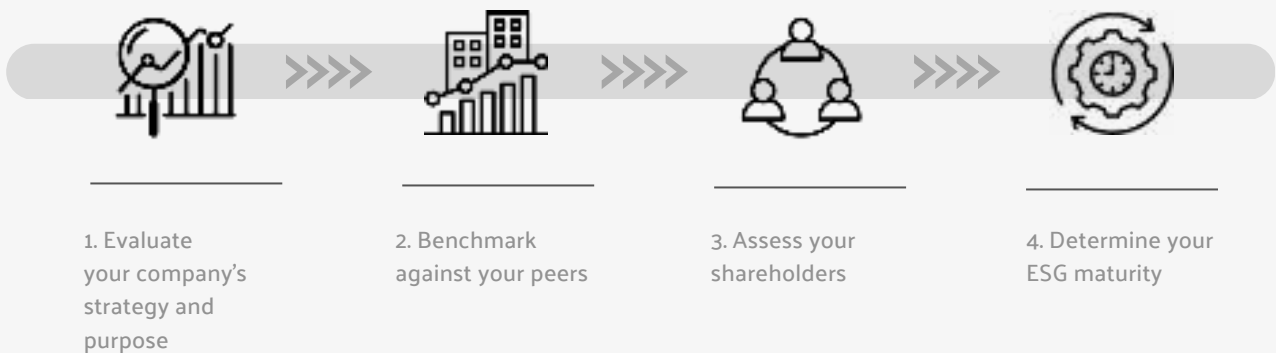 1. Evaluate
your company's
strategy and
purpose
2. Benchmark
against your peers
3. Assess your
shareholders
4. Determine your
ESG maturity